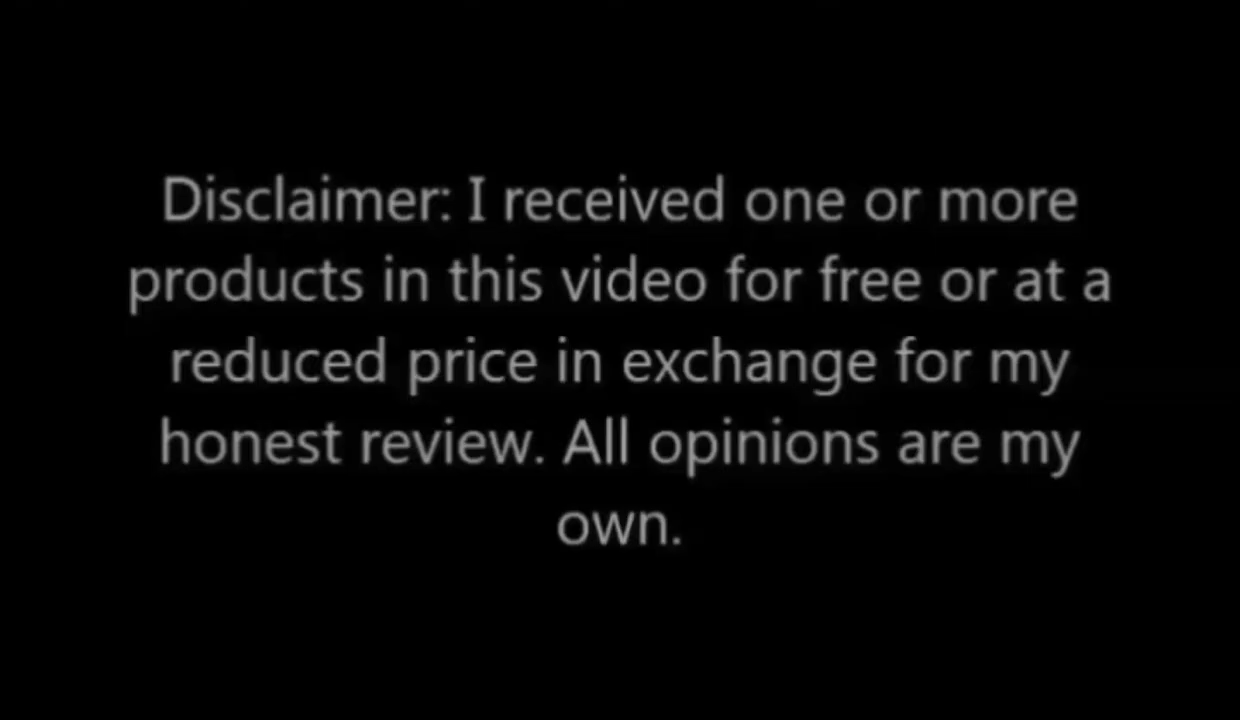 Disclaimer: I received one or more
products in this video for free or at a
reduced price in exchange for my
honest review. All opinions are my
own.